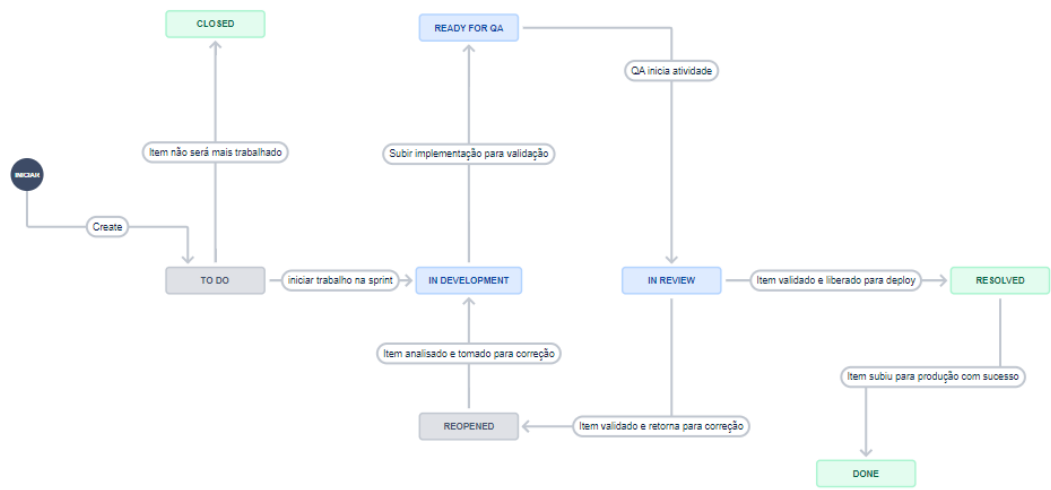 CLOSED
READY FOR QA
QA inicia atividade
Item não será mais trabalhado
Subir implementação para validação
INICIAR
Create
TO DO
iniciar trabalho na sprint
IN DEVELOPMENT
IN REVIEW
Item validado e liberado para deploy
RESOLVED
Item analisado e tomado para correção
Item subiu para produção com sucesso
REOPENED
Item validado e retorna para correção
DONE